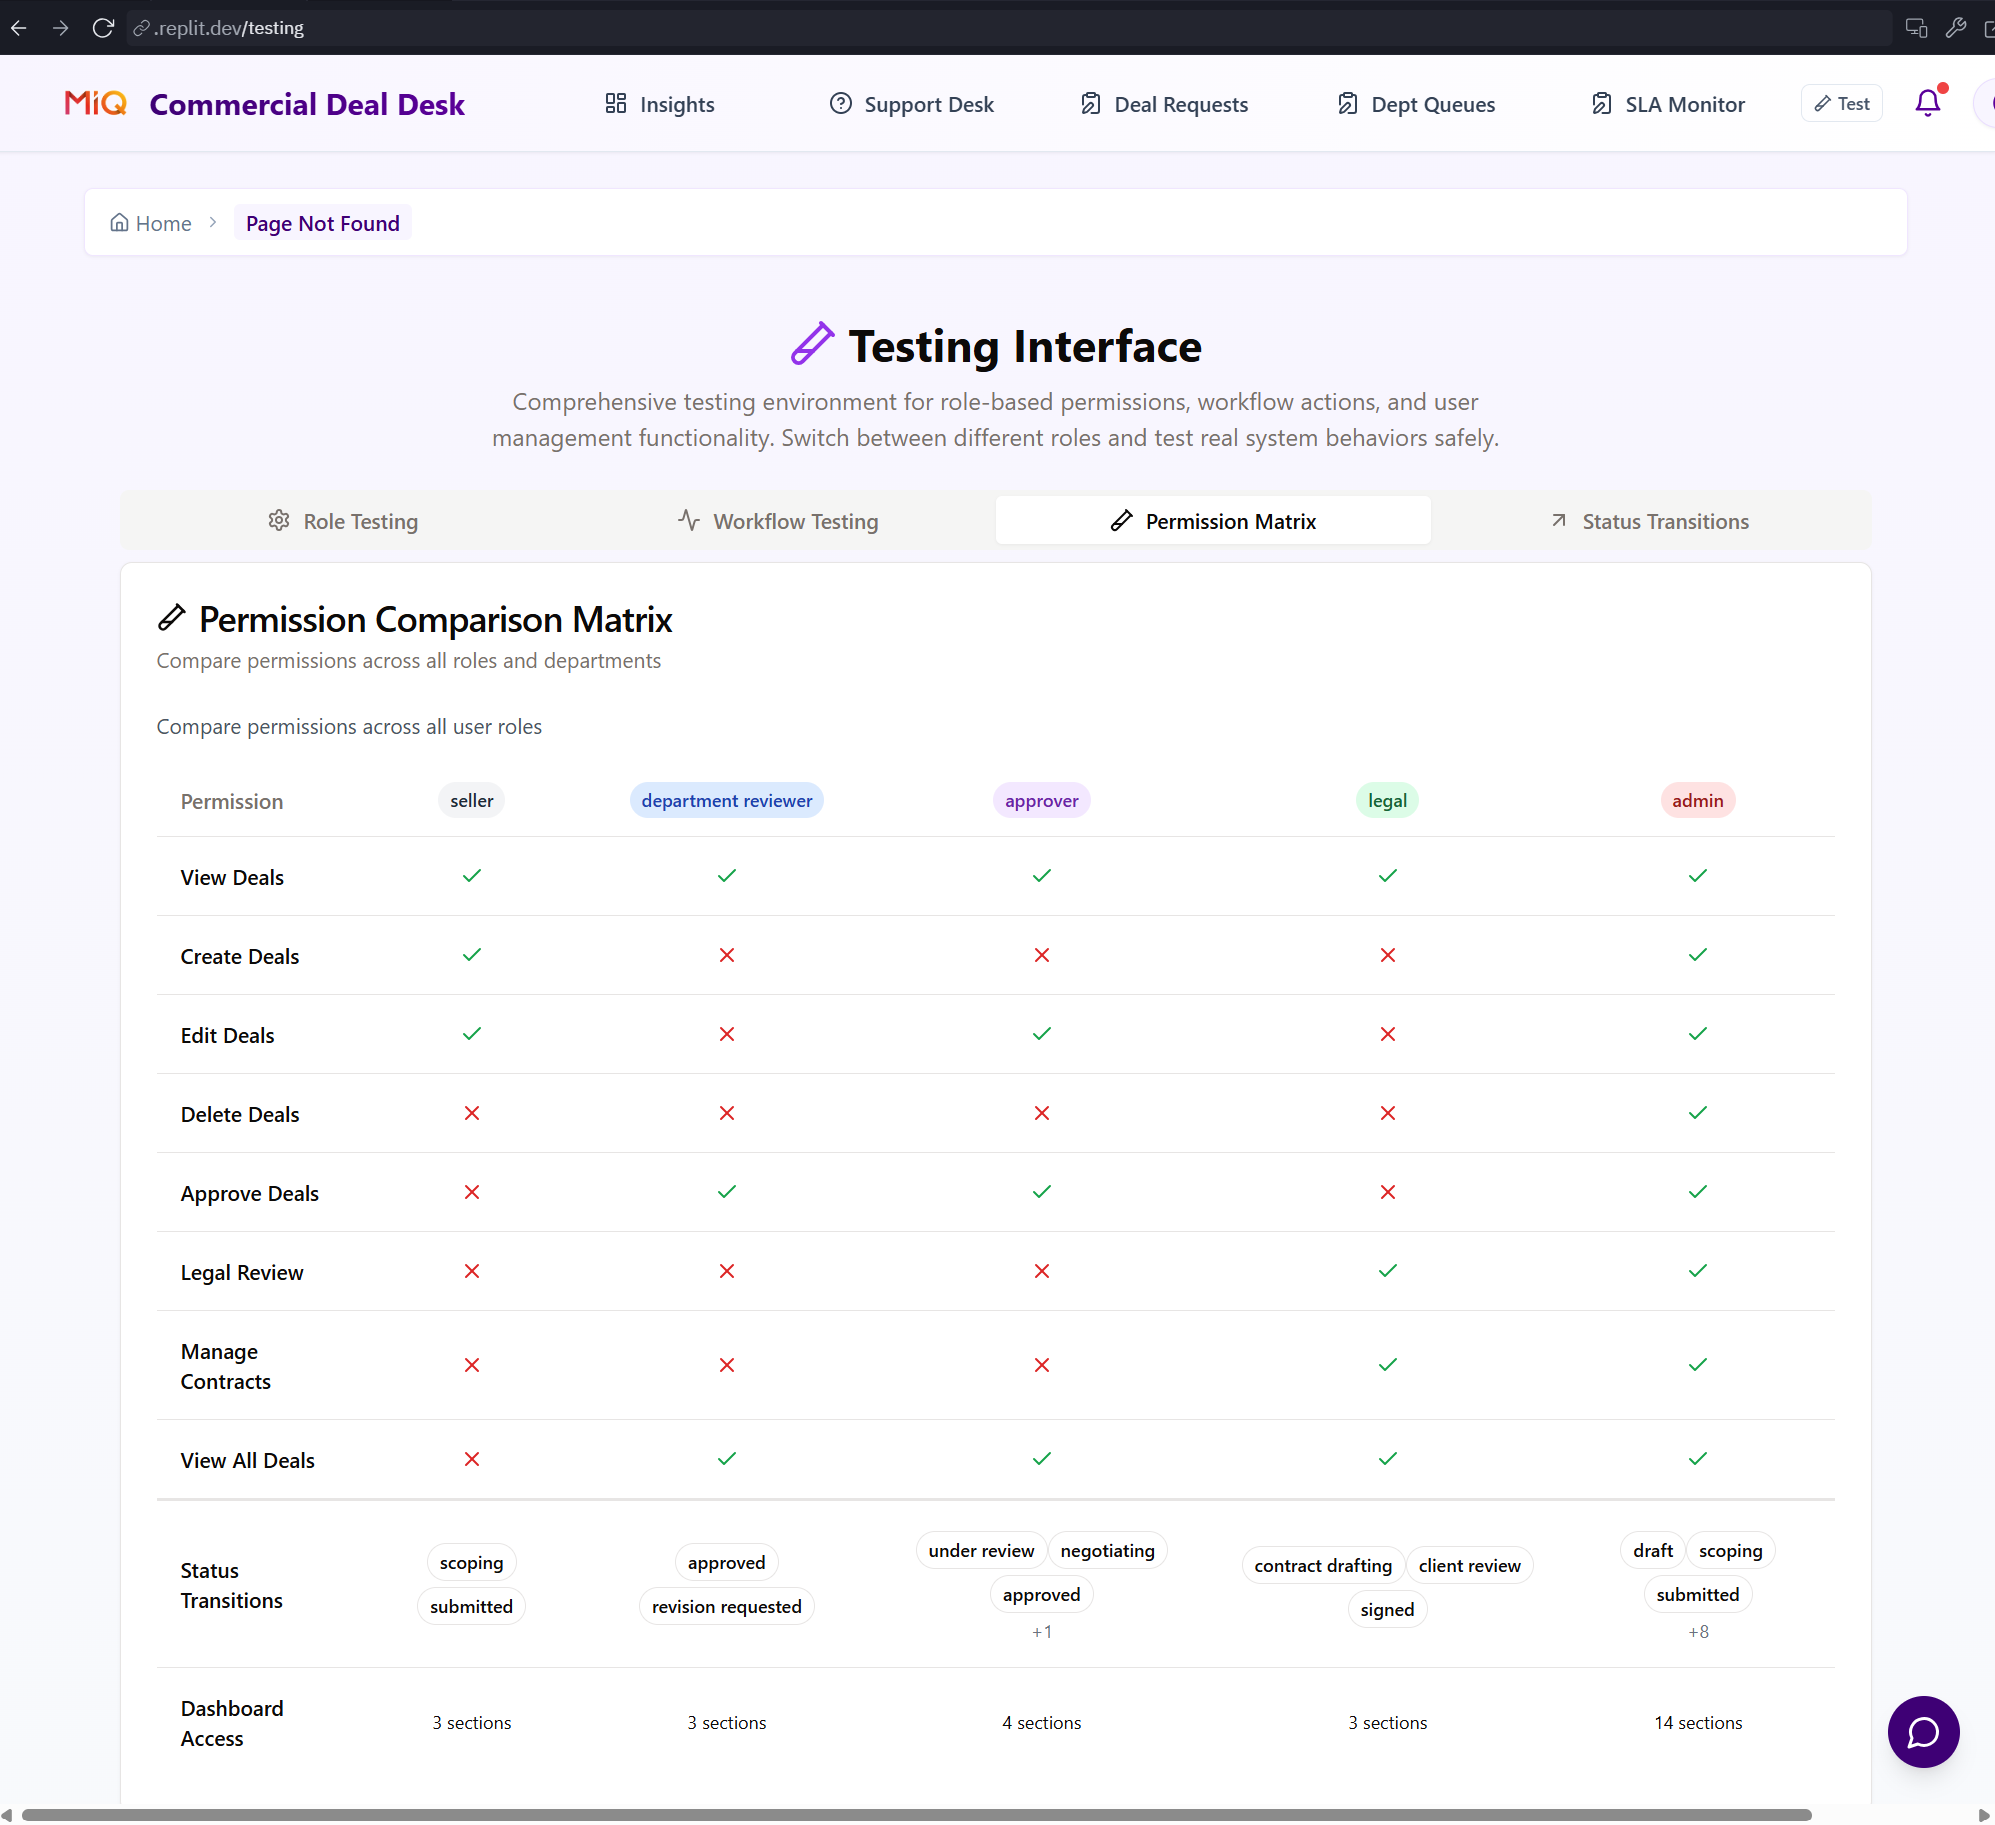 .replit.dev/testing
MiQ Commercial Deal Desk Insights Support Desk Deal Requests Dept Queues SLA Monitor Test
Home Page Not Found
Testing Interface
Comprehensive testing environment for role-based permissions, workflow actions, and user
management functionality. Switch between different roles and test real system behaviors safely.
Role Testing Workflow Testing Permission Matrix Status Transitions
Permission Comparison Matrix
Compare permissions across all roles and departments
Compare permissions across all user roles
Permission seller department reviewer approver legal admin
View Deals
Create Deals
Edit Deals
Delete Deals
Approve Deals
Legal Review
Manage
Contracts
View All Deals
Status
Transitions
scoping
submitted
approved
revision requested
under review negotiating
approved
+1
contract drafting client review
signed
draft scoping
submitted
+8
Dashboard
Access
3 sections 3 sections 4 sections 3 sections 14 sections